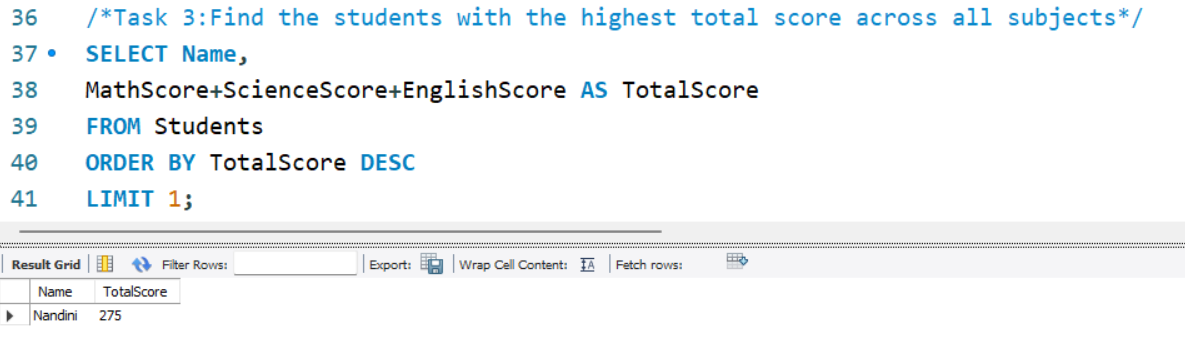 36 /*Task 3:Find the students with the highest total score across all subjects*/
37 SELECT Name,
38 MathScore+ScienceScore+EnglishScore AS TotalScore
39 FROM Students
40 ORDER BY TotalScore DESC
41 LIMIT 1;
Result Grid Filter Rows: Export: Wrap Cell Content: IA Fetch rows:
Name TotalScore
Nandini 275